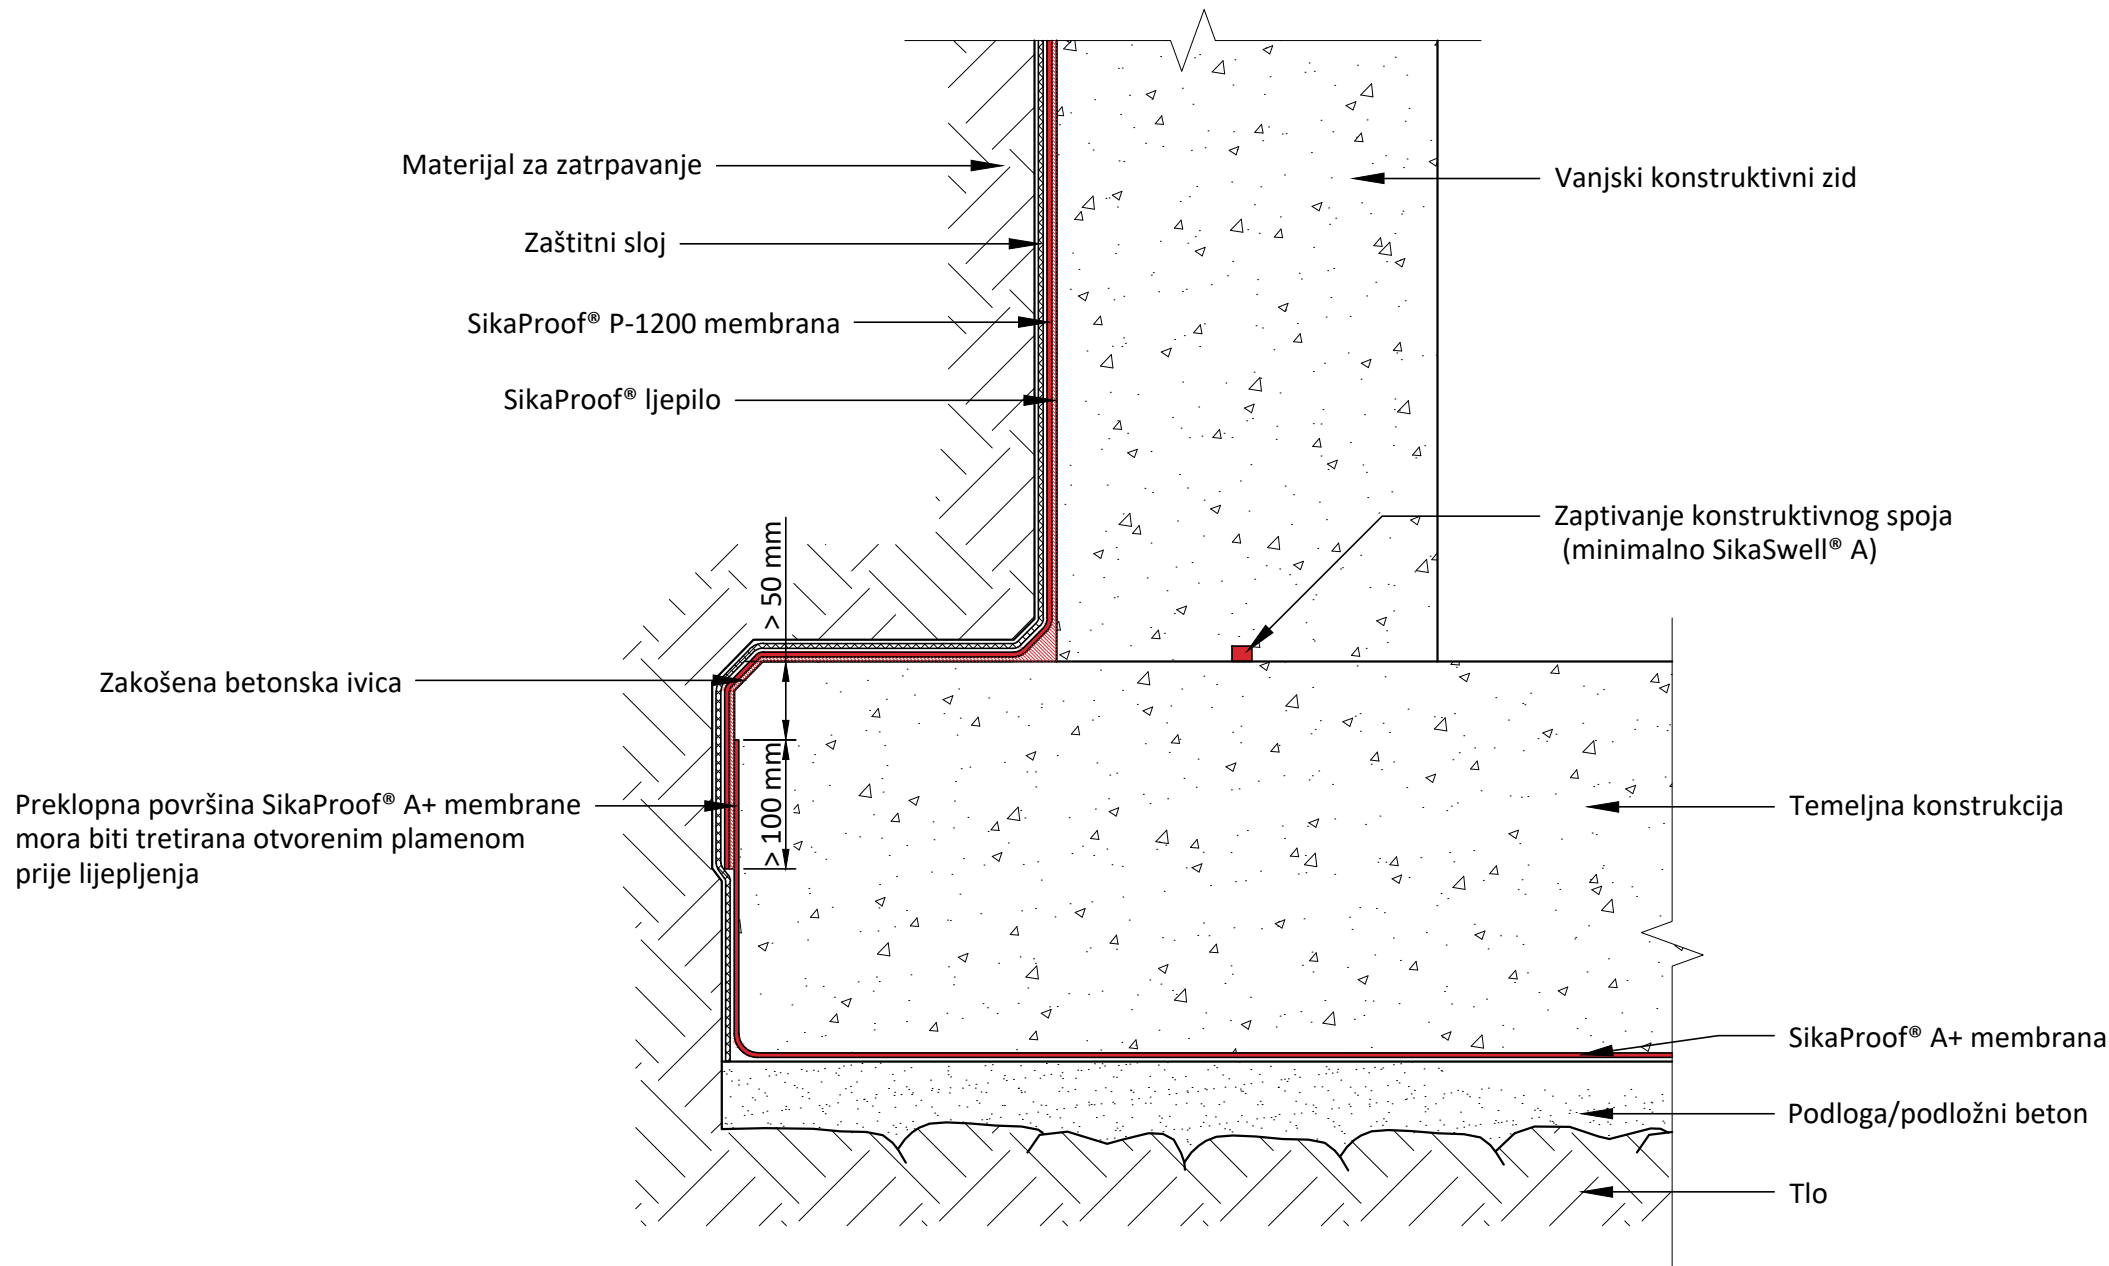 Materijal za zatrpavanje
Zaštitni sloj
SikaProof® P-1200 membrana
SikaProof® ljepilo
Vanjski konstruktivni zid
Zaptivanje konstruktivnog spoja
(minimalno SikaSwell® A)
> 50 mm
Zakošena betonska ivica
> 100 mm
Preklopna površina SikaProof® A+ membrane
mora biti tretirana otvorenim plamenom
prije lijepljenja
Temeljna konstrukcija
SikaProof® A+ membrana
Podloga/podložni beton
Tlo